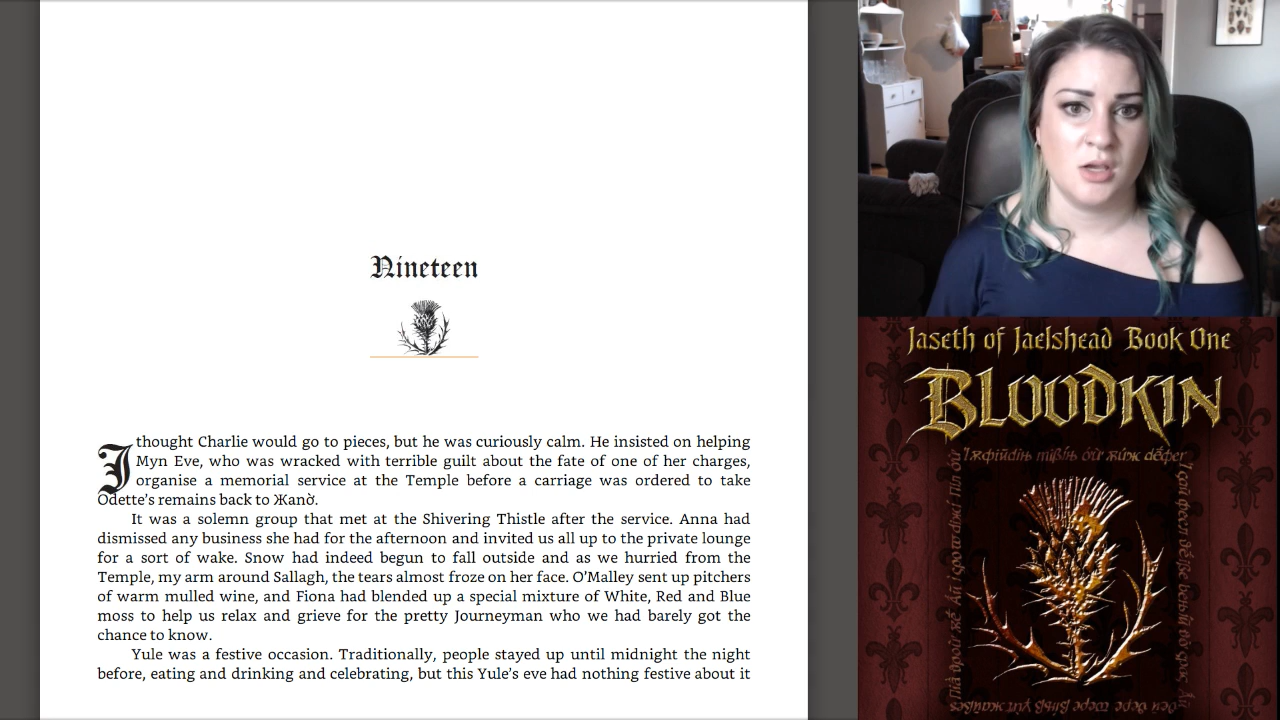 Nineteen
I thought Charlie would go to pieces, but he was curiously calm. He insisted on helping
Myn Eve, who was wracked with terrible guilt about the fate of one of her charges,
organise a memorial service at the Temple before a carriage was ordered to take
Odette's remains back to Жаnð.
It was a solemn group that met at the Shivering Thistle after the service. Anna had
dismissed any business she had for the afternoon and invited us all up to the private lounge
for a sort of wake. Snow had indeed begun to fall outside and as we hurried from the
Temple, my arm around Sallagh, the tears almost froze on her face. O'Malley sent up pitchers
of warm mulled wine, and Fiona had blended up a special mixture of White, Red and Blue
moss to help us relax and grieve for the pretty Journeyman who we had barely got the
chance to know.
Yule was a festive occasion. Traditionally, people stayed up until midnight the night
before, eating and drinking and celebrating, but this Yule's eve had nothing festive about it
Jaseth of Jaelshead Book One
BLOODKIN